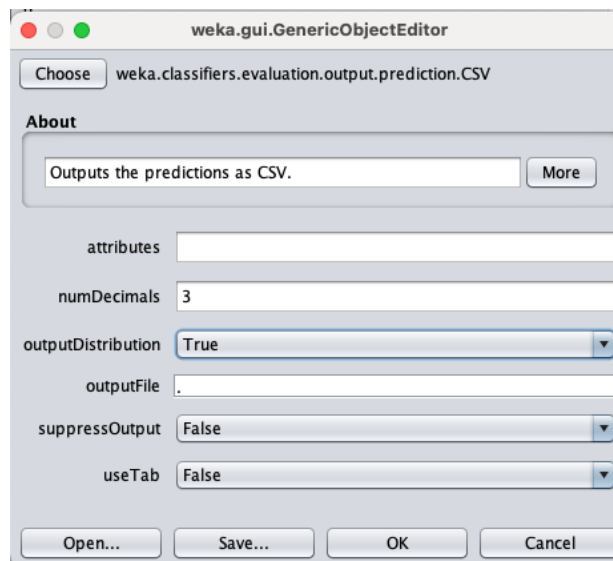 weka.gui.GenericObjectEditor
Choose weka.classifiers.evaluation.output.prediction.CSV
About
Outputs the predictions as CSV. More
attributes
numDecimals 3
outputDistribution True
outputFile .
suppressOutput False
useTab False
Open... Save... OK Cancel